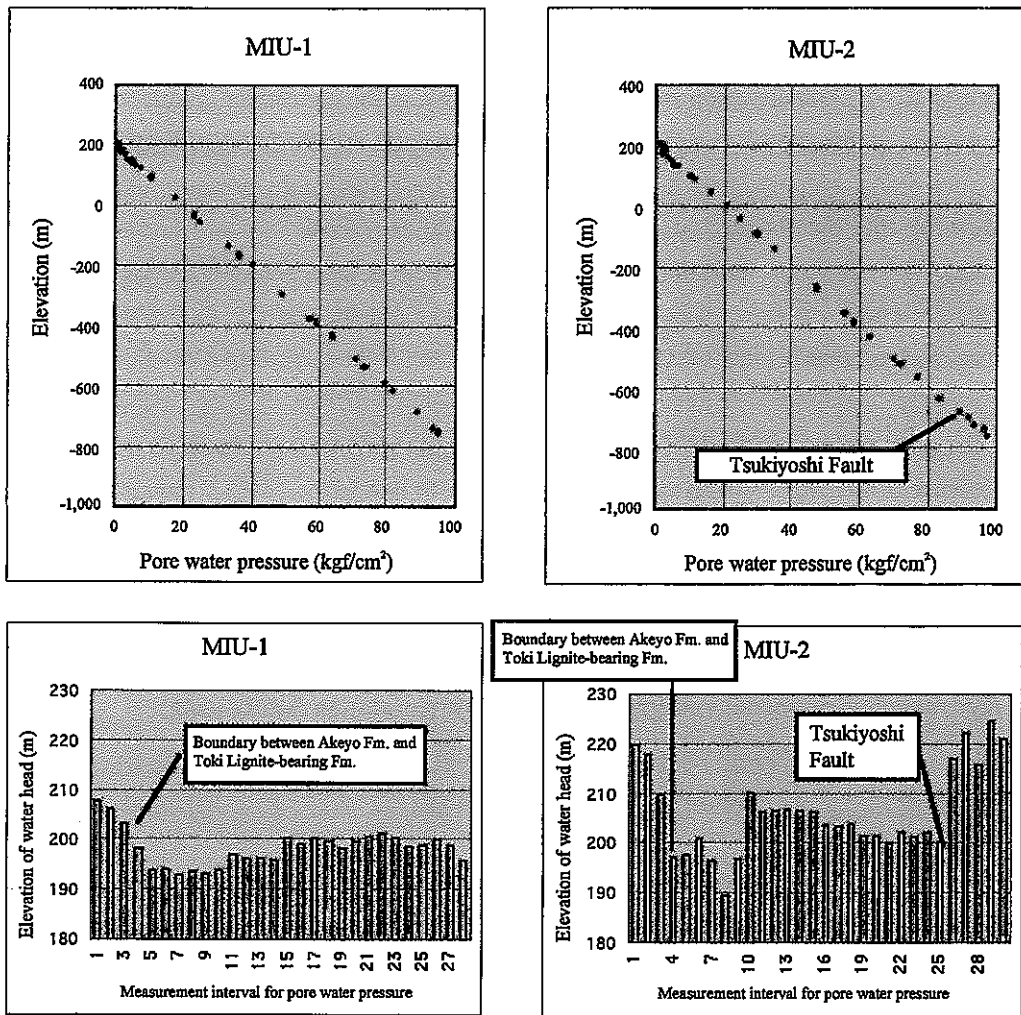 MIU-1
400
200
0
-200
-400
-600
-800
-1,000
Elevation (m)
0 20 40 60 80 100
Pore water pressure (kgf/cm²)
MIU-2
400
200
0
-200
-400
-600
-800
-1,000
Elevation (m)
Tsukiyoshi Fault
0 20 40 60 80 100
Pore water pressure (kgf/cm²)
MIU-1
230
220
210
200
190
180
Elevation of water head (m)
Boundary between Akeyo Fm. and
Toki Lignite-bearing Fm.
1 3 5 7 9 11 13 15 17 19 21 23 25 27
Measurement interval for pore water pressure
Boundary between Akeyo Fm. and
Toki Lignite-bearing Fm.
MIU-2
230
220
210
200
190
180
Elevation of water head (m)
Tsukiyoshi
Fault
1 4 7 10 13 16 19 22 25 28
Measurement interval for pore water pressure